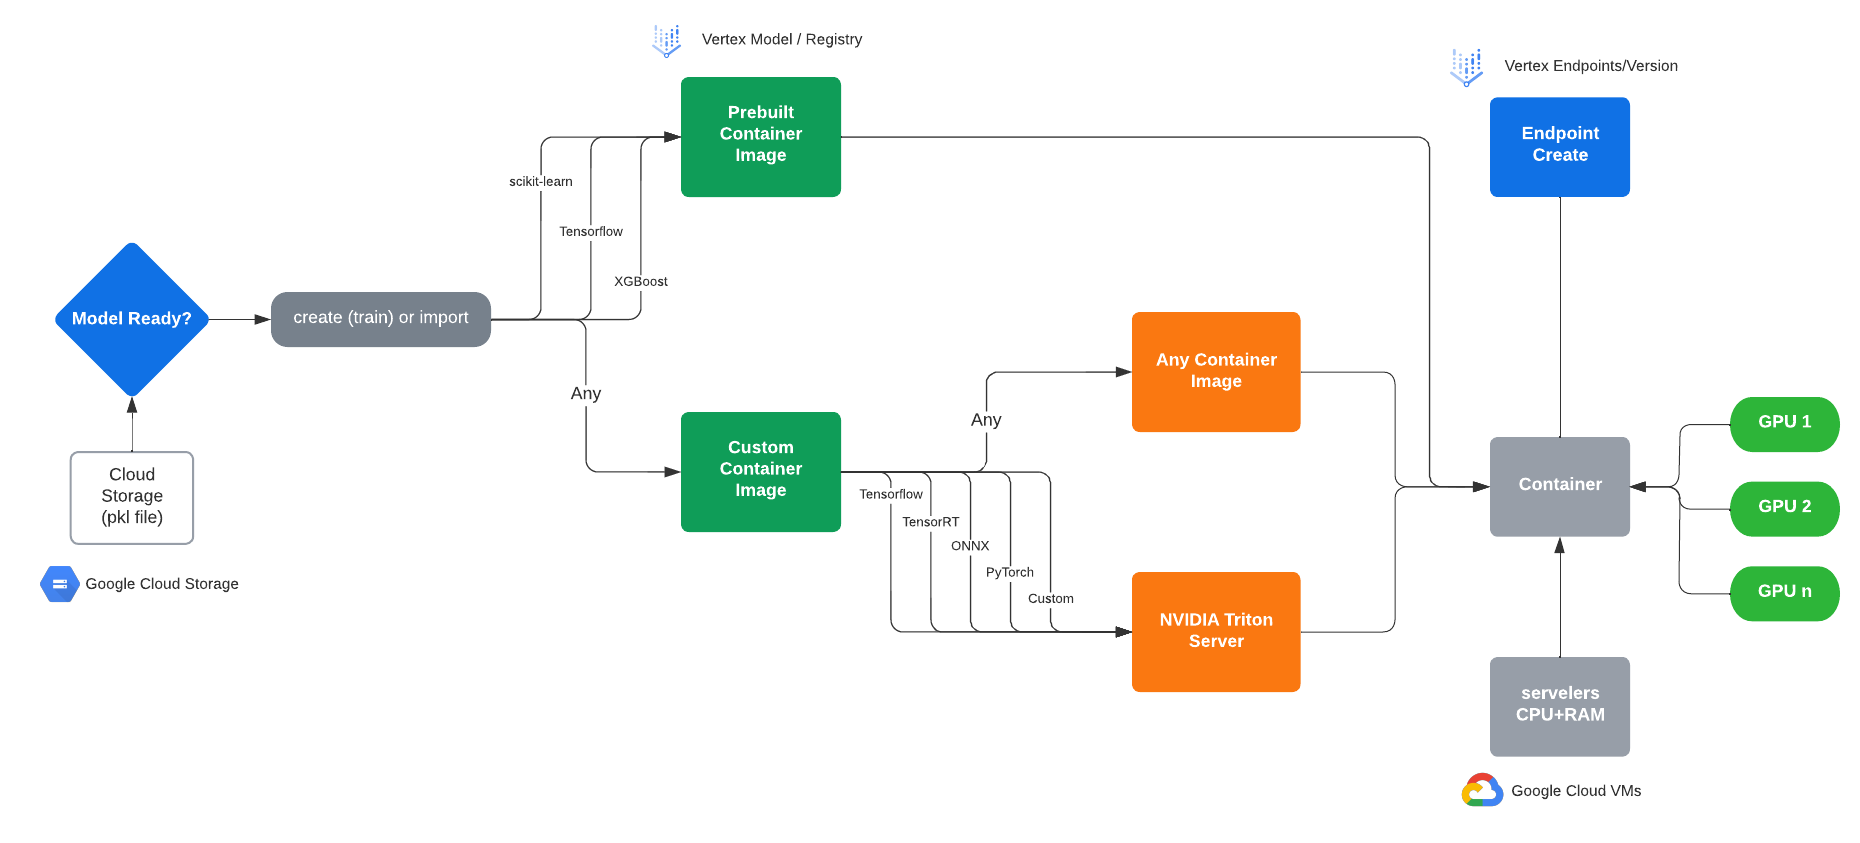 Vertex Model / Registry
Vertex Endpoints/Version
Prebuilt
Container
Image
Endpoint
Create
scikit-learn
Tensorflow
XGBoost
Model Ready?
create (train) or import
Any
Cloud
Storage
(pkl file)
Google Cloud Storage
Custom
Container
Image
Any
Any Container
Image
Tensorflow
TensorRT
ONNX
PyTorch
Custom
NVIDIA Triton
Server
Container
GPU 1
GPU 2
GPU n
servelers
CPU+RAM
Google Cloud VMs